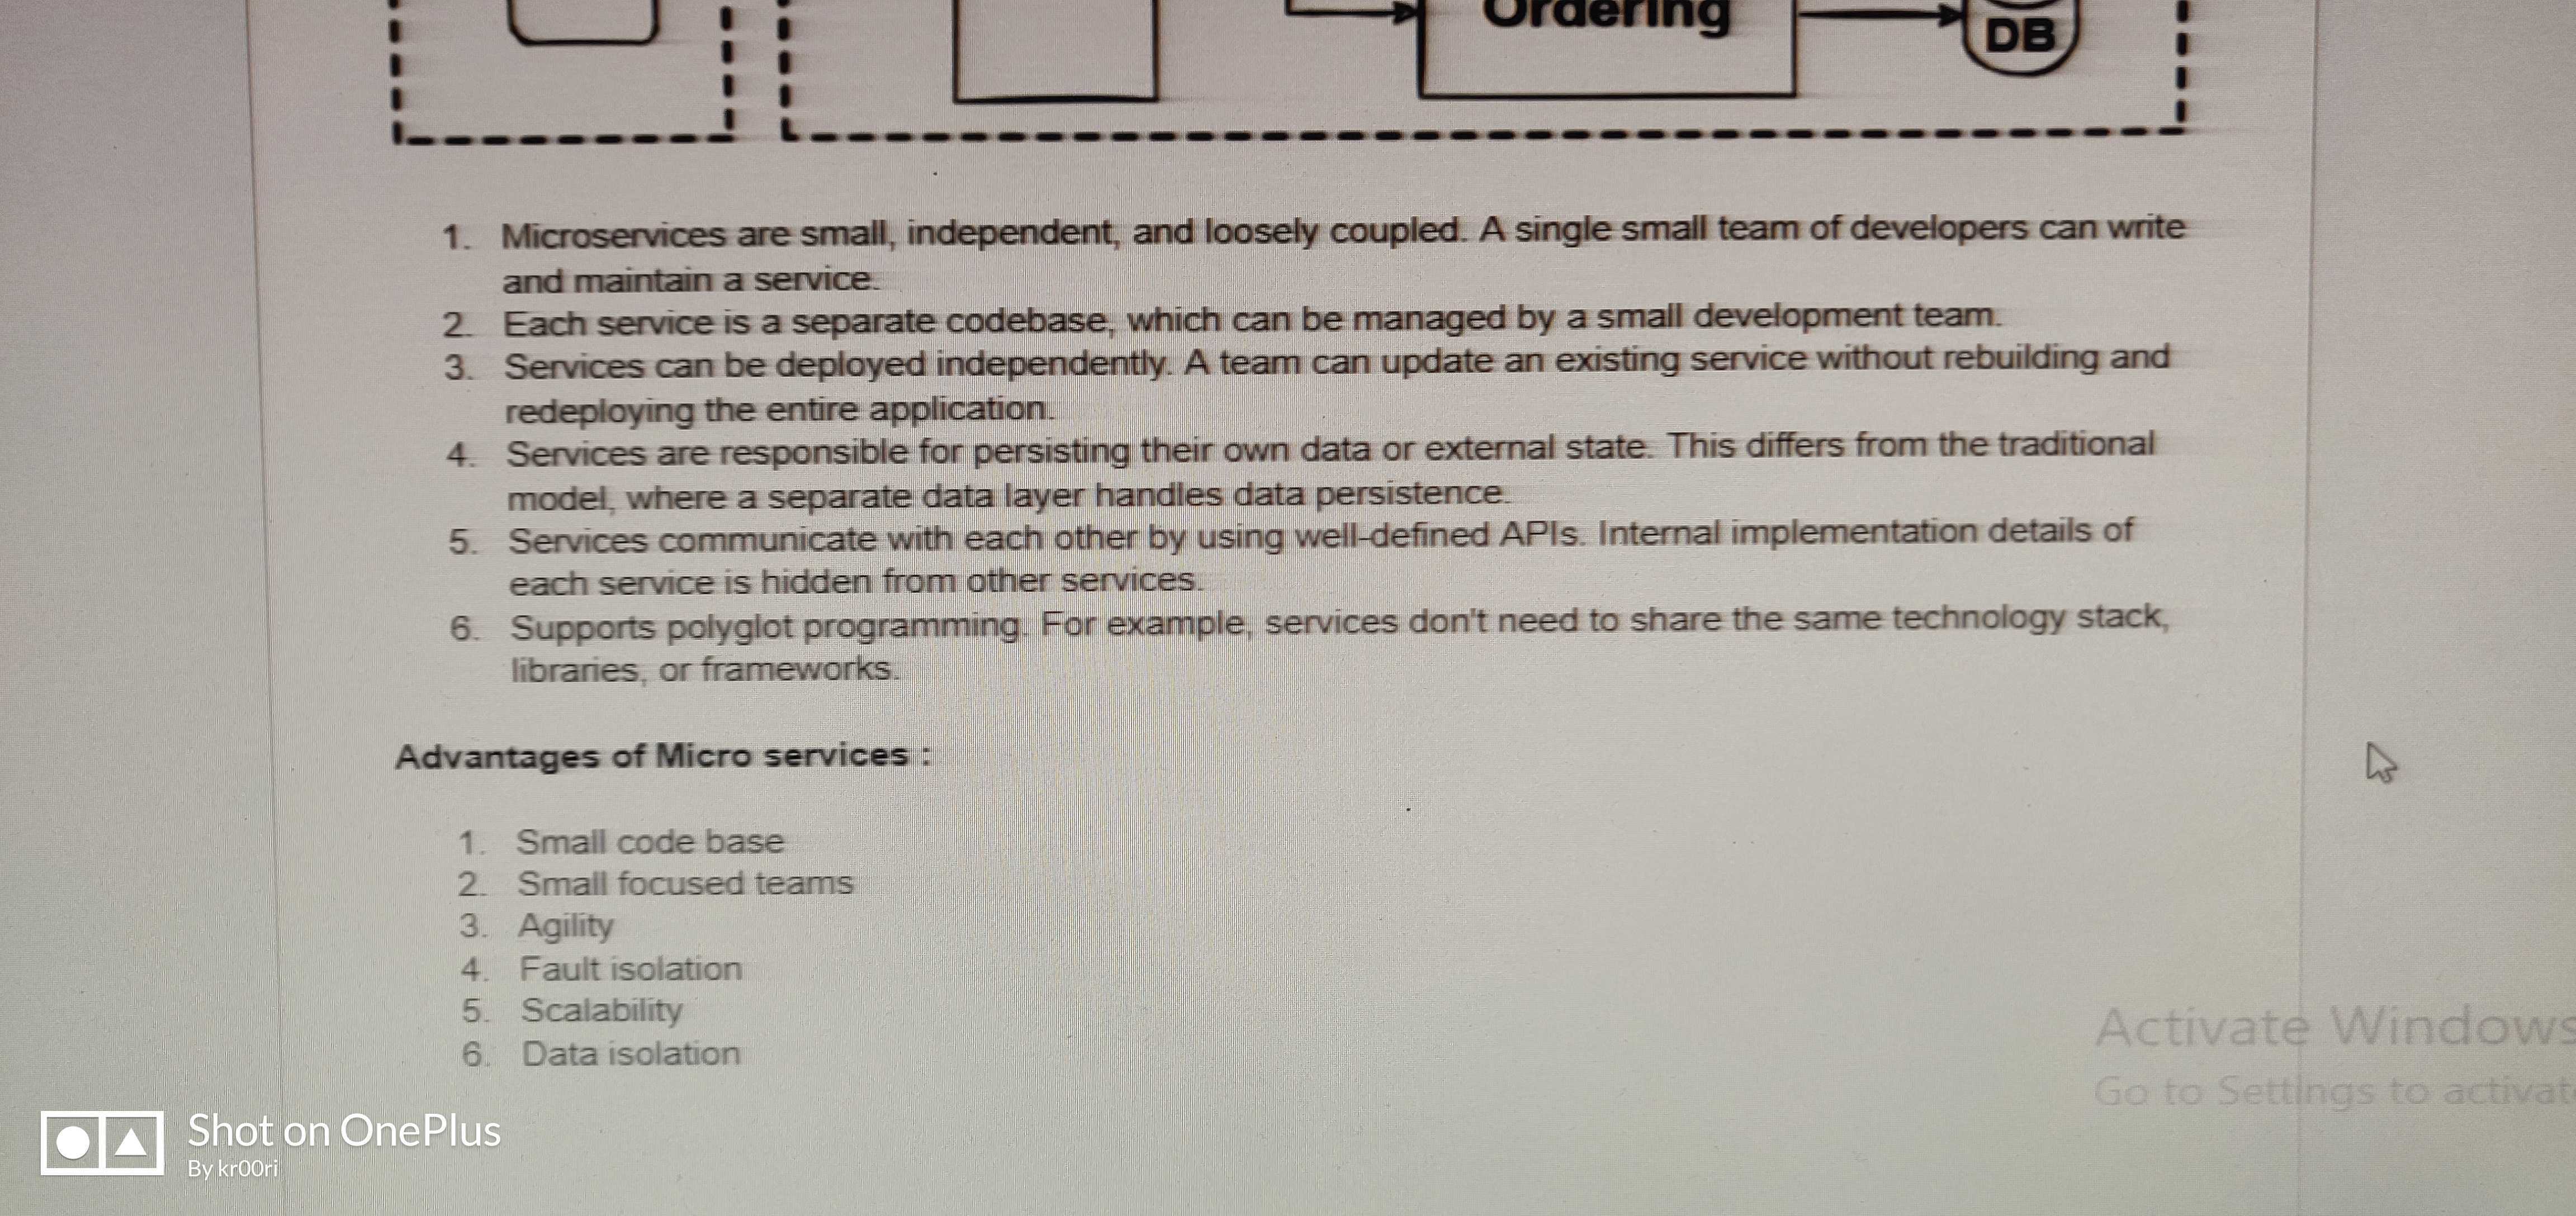 Ordering
DB
1. Microservices are small, independent, and loosely coupled. A single small team of developers can write
and maintain a service.
2. Each service is a separate codebase, which can be managed by a small development team.
3. Services can be deployed independently. A team can update an existing service without rebuilding and
redeploying the entire application.
4. Services are responsible for persisting their own data or external state. This differs from the traditional
model, where a separate data layer handles data persistence.
5. Services communicate with each other by using well-defined APIs. Internal implementation details of
each service is hidden from other services.
6. Supports polyglot programming. For example, services don't need to share the same technology stack,
libraries, or frameworks.
Advantages of Micro services :
1. Small code base
2. Small focused teams
3. Agility
4. Fault isolation
5. Scalability
6. Data isolation
Activate Windows
Go to Settings to activat
Shot on OnePlus
By kr00ri